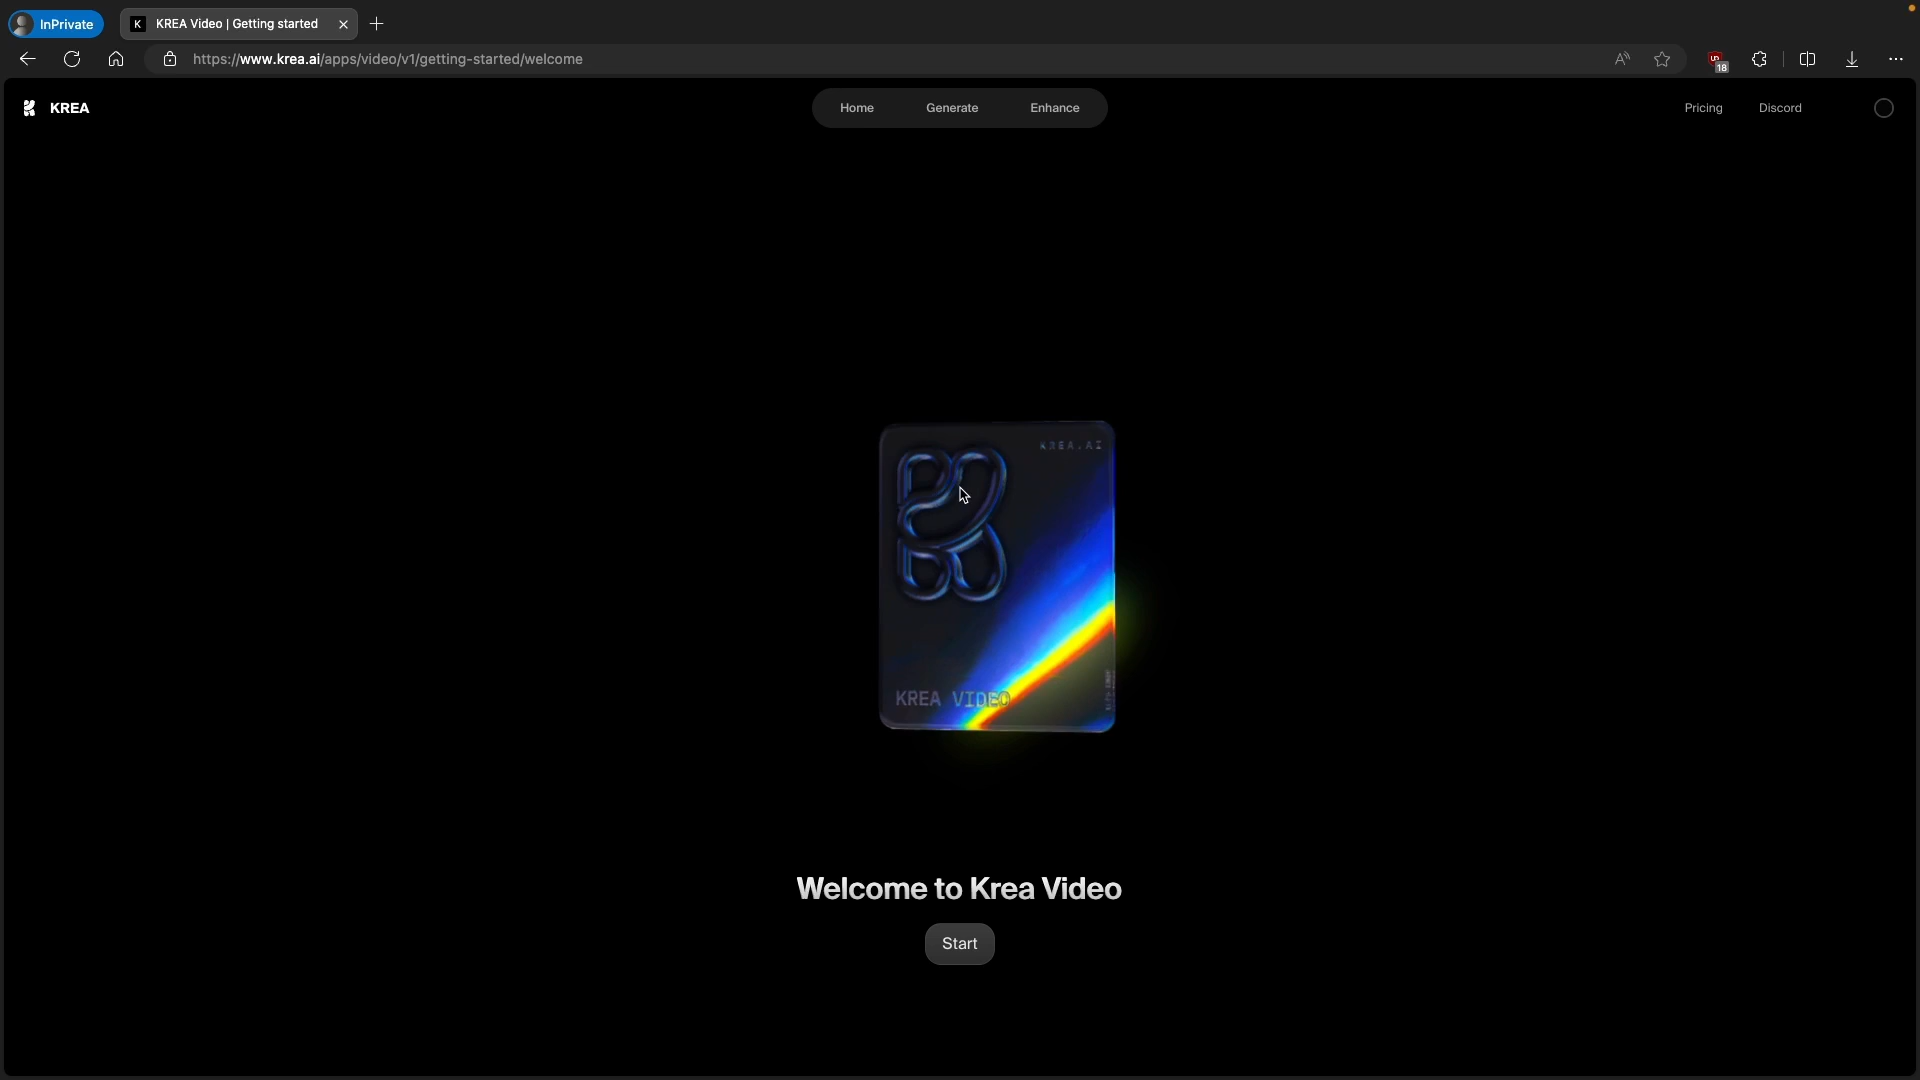 InPrivate
K KREA Video | Getting started
https://www.krea.ai/apps/video/v1/getting-started/welcome
18
KREA
Home
Generate
Enhance
Pricing
Discord
KREA.AI
KREA VIDEO
Welcome to Krea Video
Start